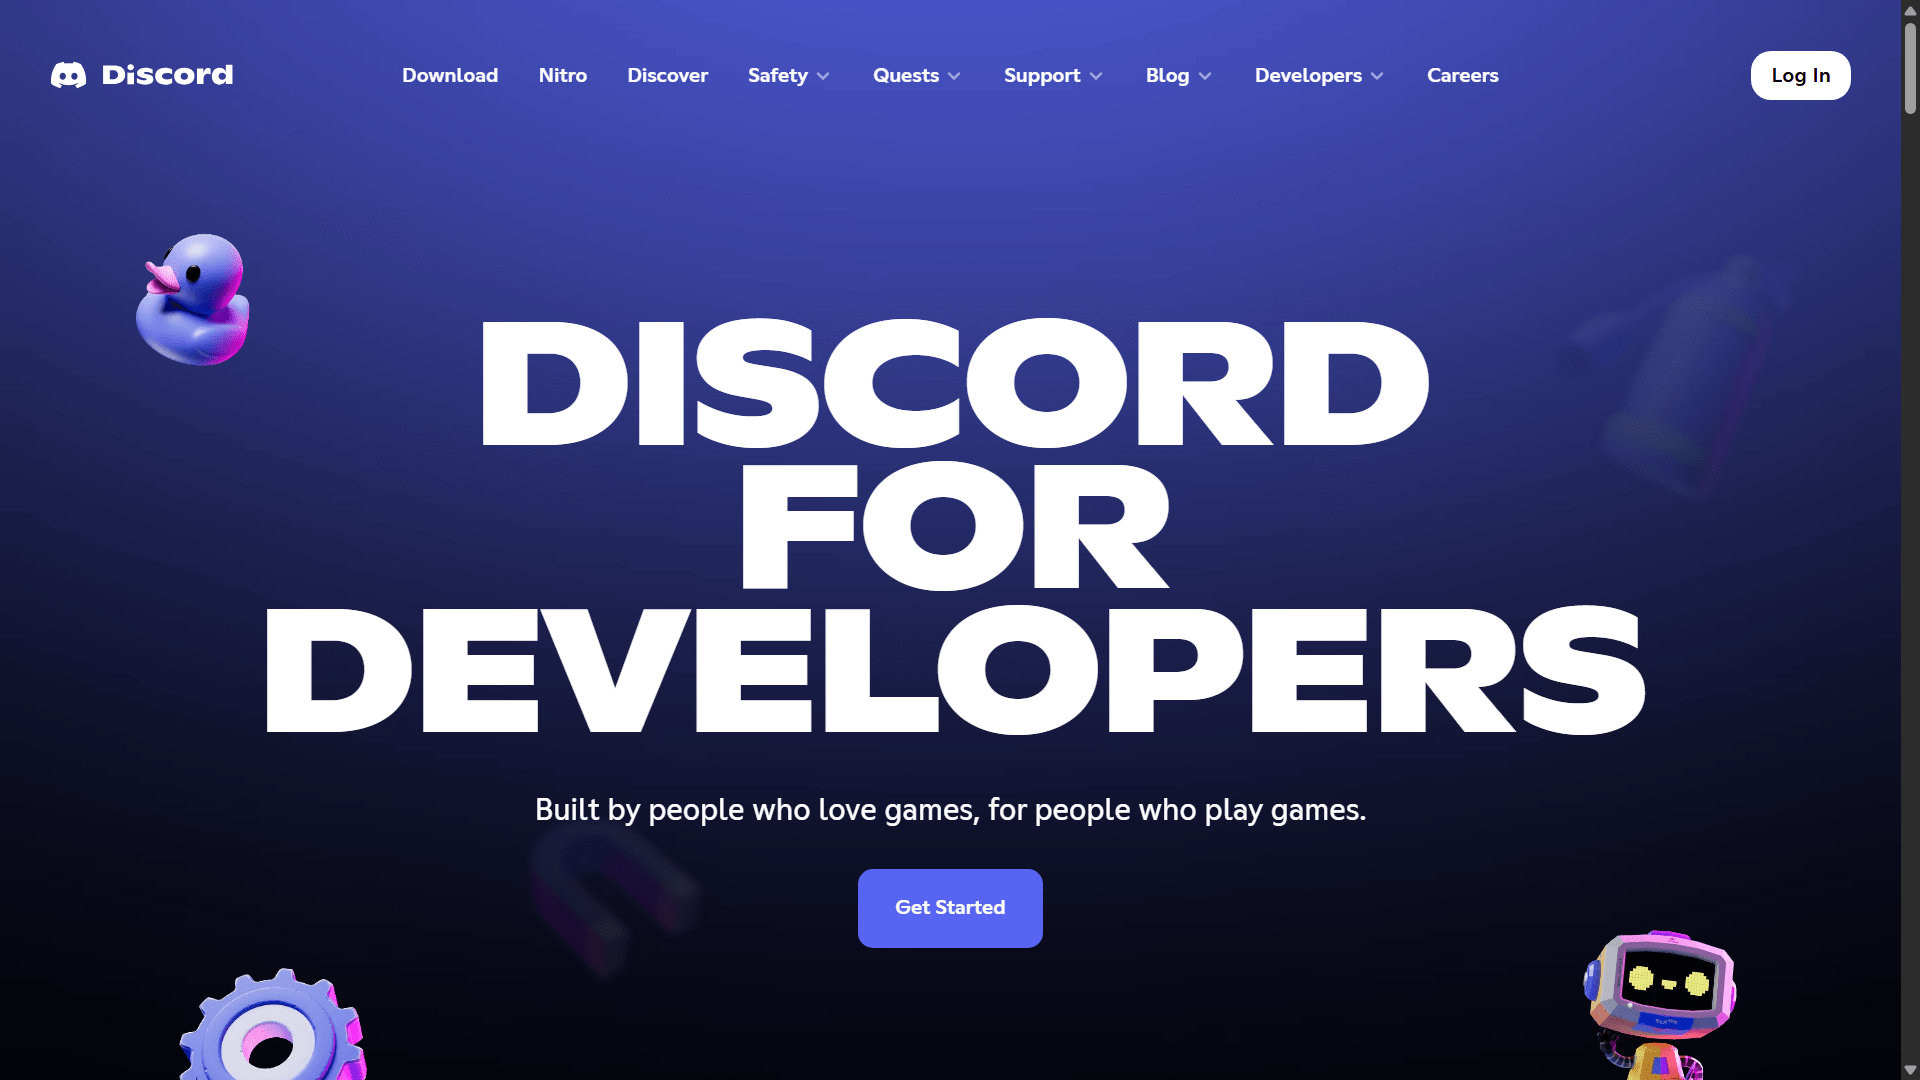 Discord
Download Nitro Discover Safety Quests Support Blog Developers Careers
Log In
DISCORD
FOR
DEVELOPERS
Built by people who love games, for people who play games.
Get Started